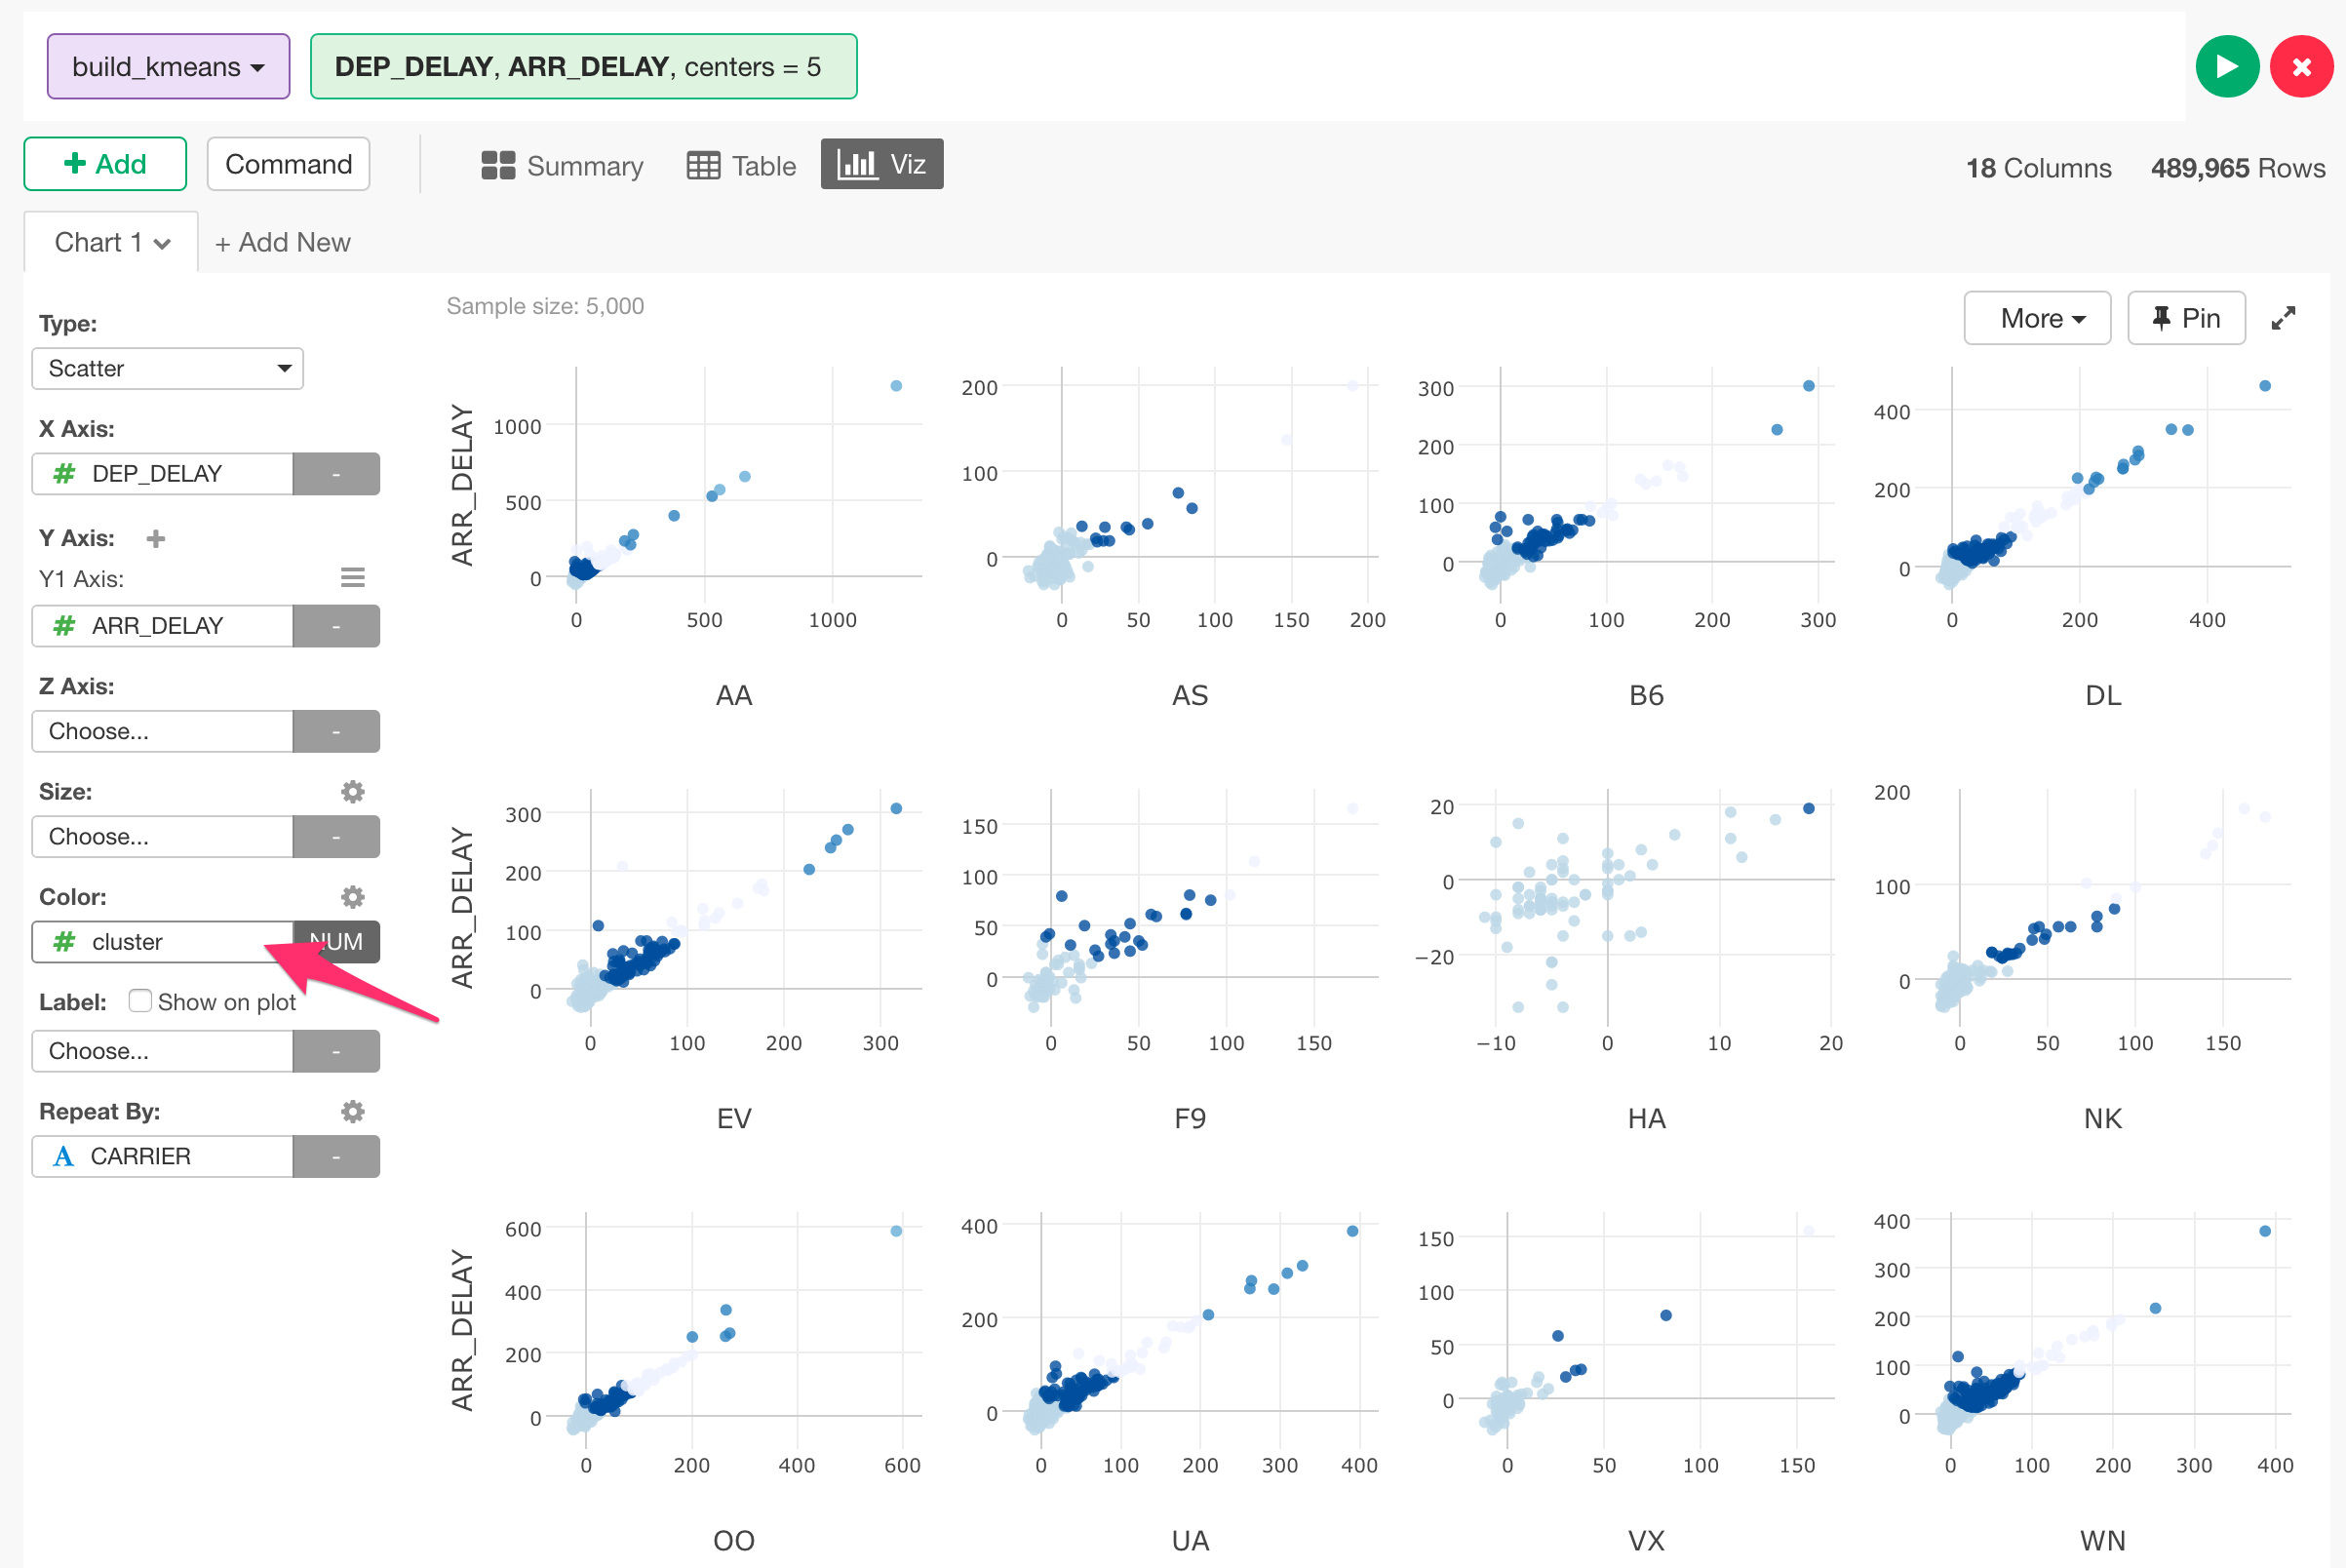 build_kmeans
DEP_DELAY, ARR_DELAY, centers = 5
+ Add
Command
Summary
Table
Viz
18 Columns
489,965 Rows
Chart 1
+ Add New
Type:
Scatter
X Axis:
# DEP_DELAY -
Y Axis: +
Y1 Axis:
# ARR_DELAY -
Z Axis:
Choose... -
Size:
Choose... -
Color:
# cluster NUM
Label: Show on plot
Choose... -
Repeat By:
A CARRIER -
Sample size: 5,000
More
Pin
ARR_DELAY
1000
500
0
0 500 1000
AA
200
100
0
0 50 100 150 200
AS
300
200
100
0
0 100 200 300
B6
400
200
0
0 200 400
DL
ARR_DELAY
300
200
100
0
0 100 200 300
EV
150
100
50
0
0 50 100 150
F9
20
0
−20
−10 0 10 20
HA
200
100
0
0 50 100 150
NK
ARR_DELAY
600
400
200
0
0 200 400 600
OO
400
200
0
0 100 200 300 400
UA
150
100
50
0
0 50 100 150
VX
400
300
200
100
0
0 100 200 300 400
WN